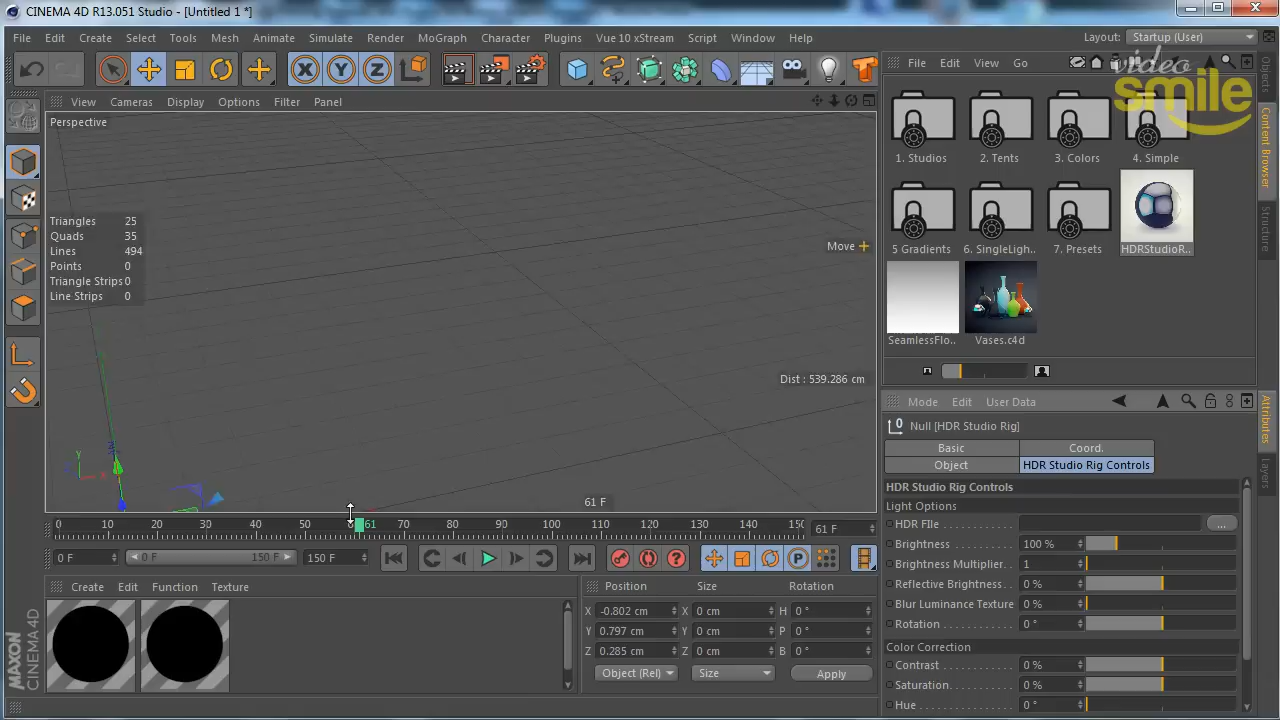 CINEMA 4D R13.051 Studio - [Untitled 1 *]
File Edit Create Select Tools Mesh Animate Simulate Render MoGraph Character Plugins Vue 10 xStream Script Window Help
Layout: Startup (User)
video
smile
X Y Z
File Edit View Go
View Cameras Display Options Filter Panel
Perspective
Triangles 25
Quads 35
Lines 494
Points 0
Triangle Strips 0
Line Strips 0
Move
Dist : 539.286 cm
61 F
y
1. Studios 2. Tents 3. Colors 4. Simple
5 Gradients 6. SingleLigh.. 7. Presets HDRStudioR..
SeamlessFlo.. Vases.c4d
Objects
Content Browser
Structure
Attributes
Layers
Mode Edit User Data
Null [HDR Studio Rig]
Basic Coord.
Object HDR Studio Rig Controls
HDR Studio Rig Controls
Light Options
HDR FIle ...
Brightness 100 %
Brightness Multiplier. 1
Reflective Brightness. 0 %
Blur Luminance Texture 0 %
Rotation 0 °
Color Correction
Contrast 0 %
Saturation 0 %
Hue 0 °
0 10 20 30 40 50 61 70 80 90 100 110 120 130 140 61 F
0 F 0 F 150 F 150 F
P
Create Edit Function Texture
Position Size Rotation
X -0.802 cm X 0 cm H 0 °
Y 0.797 cm Y 0 cm P 0 °
Z 0.285 cm Z 0 cm B 0 °
Object (Rel) Size Apply
MAXON
CINEMA 4D